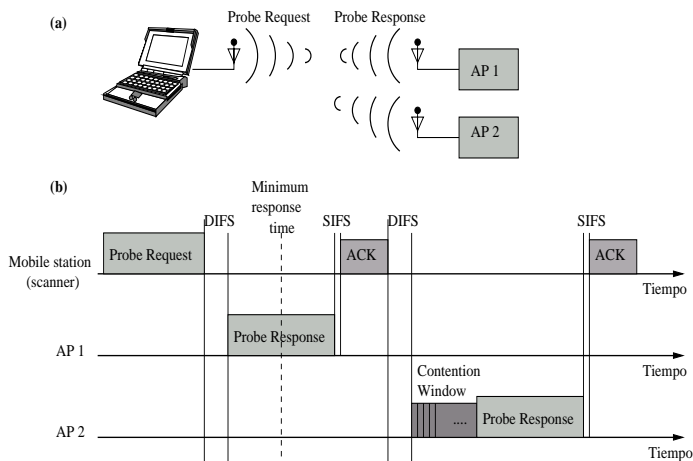 (a)
Probe Request
Probe Response
AP 1
AP 2
(b)
Minimum
response
time
DIFS
SIFS
DIFS
SIFS
Mobile station
(scanner)
Probe Request
ACK
ACK
Tiempo
AP 1
Probe Response
Tiempo
Contention
Window
AP 2
....
Probe Response
Tiempo